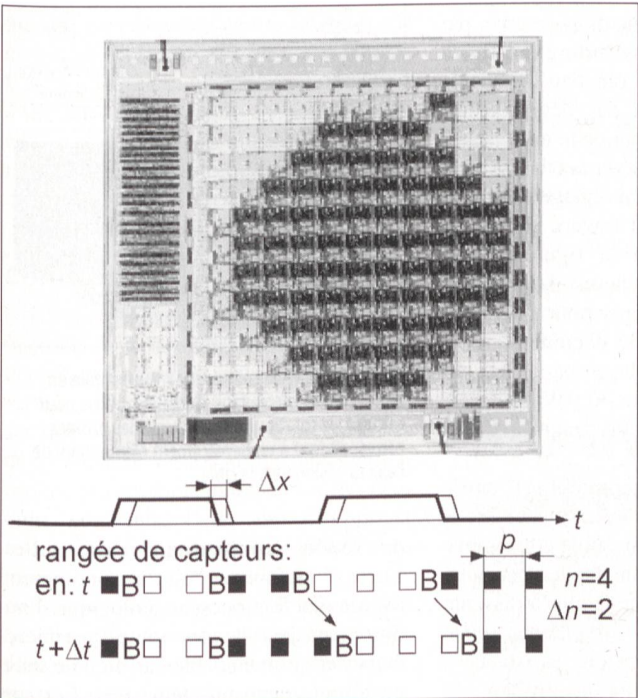 Δx
t
rangée de capteurs:
p
en: t ■B□ □B■ ■B□ □ □B■ ■ ■ n=4
Δn=2
t+Δt ■B□ □B■ ■ ■B□ □ □B■ ■